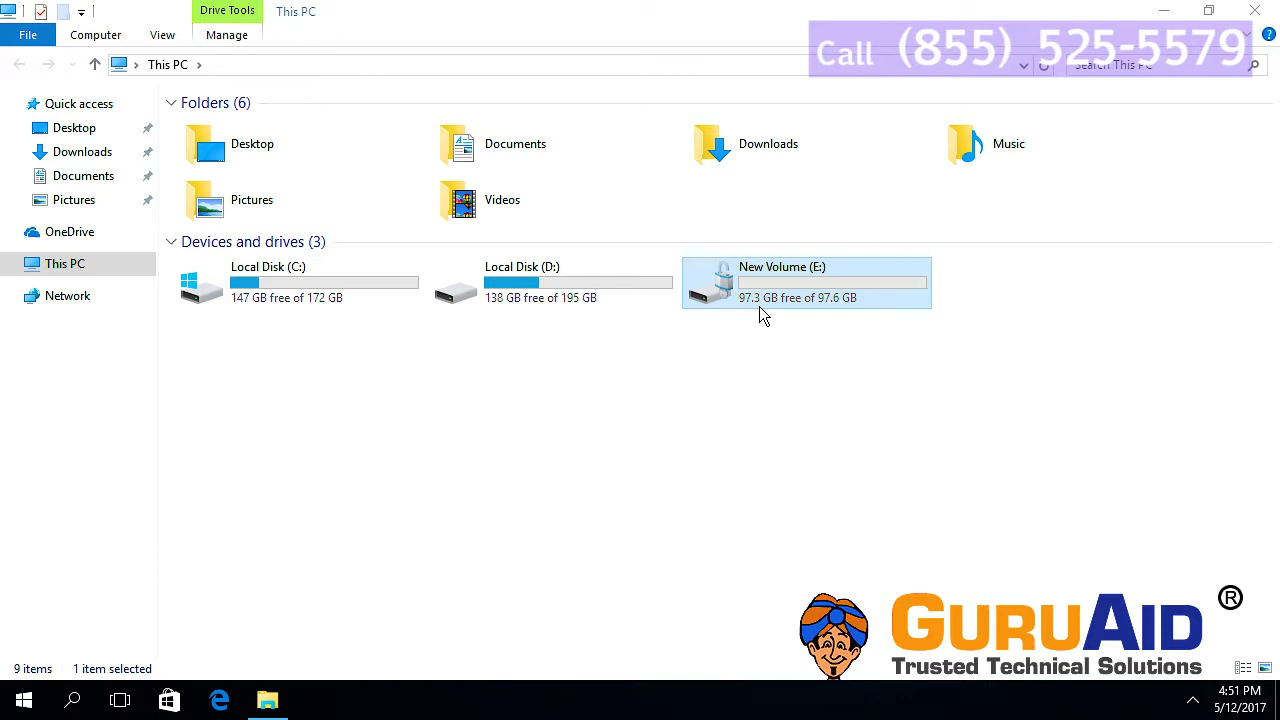 Drive Tools
This PC
File
Computer
View
Manage
Call (855) 525-5579
This PC
Search This PC
Quick access
Desktop
Downloads
Documents
Pictures
OneDrive
This PC
Network
Folders (6)
Desktop
Documents
Downloads
Music
Pictures
Videos
Devices and drives (3)
Local Disk (C:)
147 GB free of 172 GB
Local Disk (D:)
138 GB free of 195 GB
New Volume (E:)
97.3 GB free of 97.6 GB
GURUAID ®
Trusted Technical Solutions
9 items
1 item selected
4:51 PM
5/12/2017